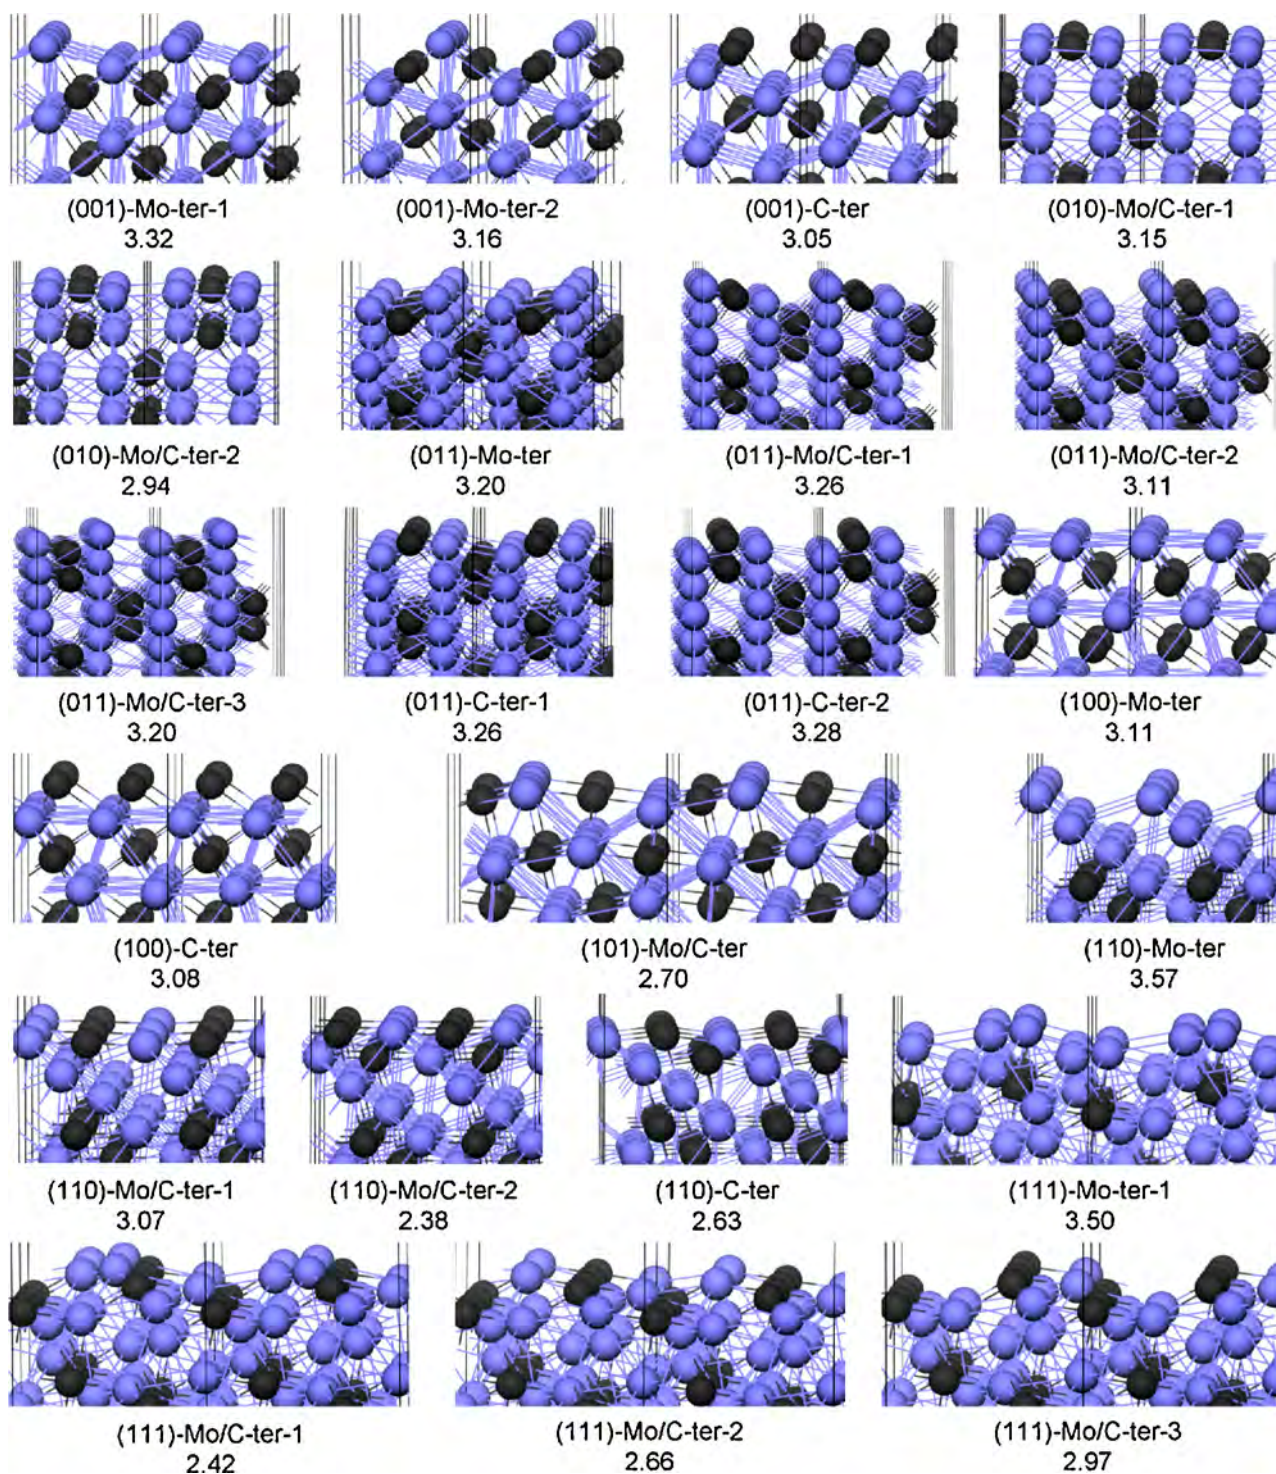 (001)-Mo-ter-1
3.32
(001)-Mo-ter-2
3.16
(001)-C-ter
3.05
(010)-Mo/C-ter-1
3.15
(010)-Mo/C-ter-2
2.94
(011)-Mo-ter
3.20
(011)-Mo/C-ter-1
3.26
(011)-Mo/C-ter-2
3.11
(011)-Mo/C-ter-3
3.20
(011)-C-ter-1
3.26
(011)-C-ter-2
3.28
(100)-Mo-ter
3.11
(100)-C-ter
3.08
(101)-Mo/C-ter
2.70
(110)-Mo-ter
3.57
(110)-Mo/C-ter-1
3.07
(110)-Mo/C-ter-2
2.38
(110)-C-ter
2.63
(111)-Mo-ter-1
3.50
(111)-Mo/C-ter-1
2.42
(111)-Mo/C-ter-2
2.66
(111)-Mo/C-ter-3
2.97